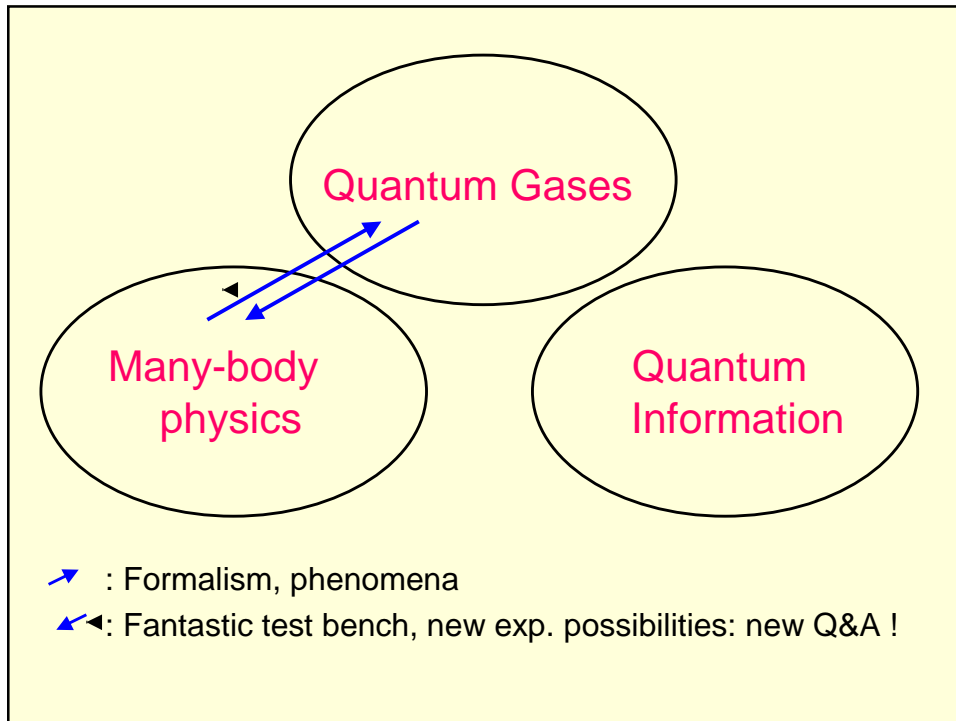 Quantum Gases
Many-body
physics
Quantum
Information
: Formalism, phenomena
: Fantastic test bench, new exp. possibilities: new Q&A !